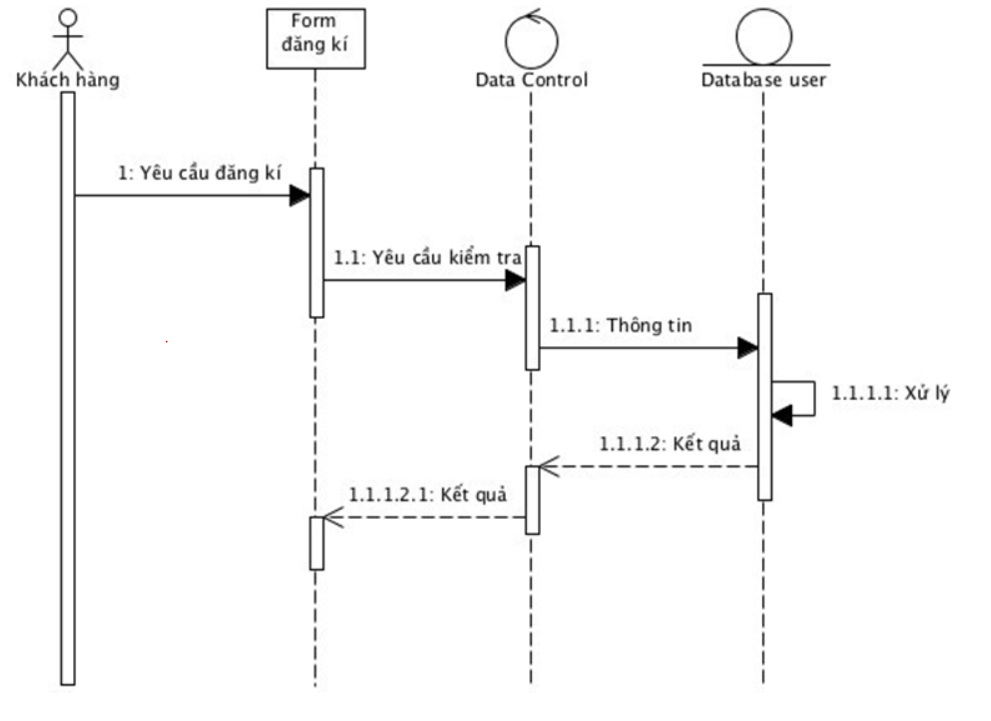 Form
đăng kí
Khách hàng
Data Control
Database user
1: Yêu cầu đăng kí
1.1: Yêu cầu kiểm tra
1.1.1: Thông tin
1.1.1.1: Xử lý
1.1.1.2: Kết quả
1.1.1.2.1: Kết quả